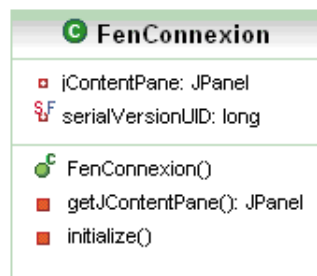 C FenConnexion
jContentPane: JPanel
S F serialVersionUID: long
C FenConnexion()
getJContentPane(): JPanel
initialize()